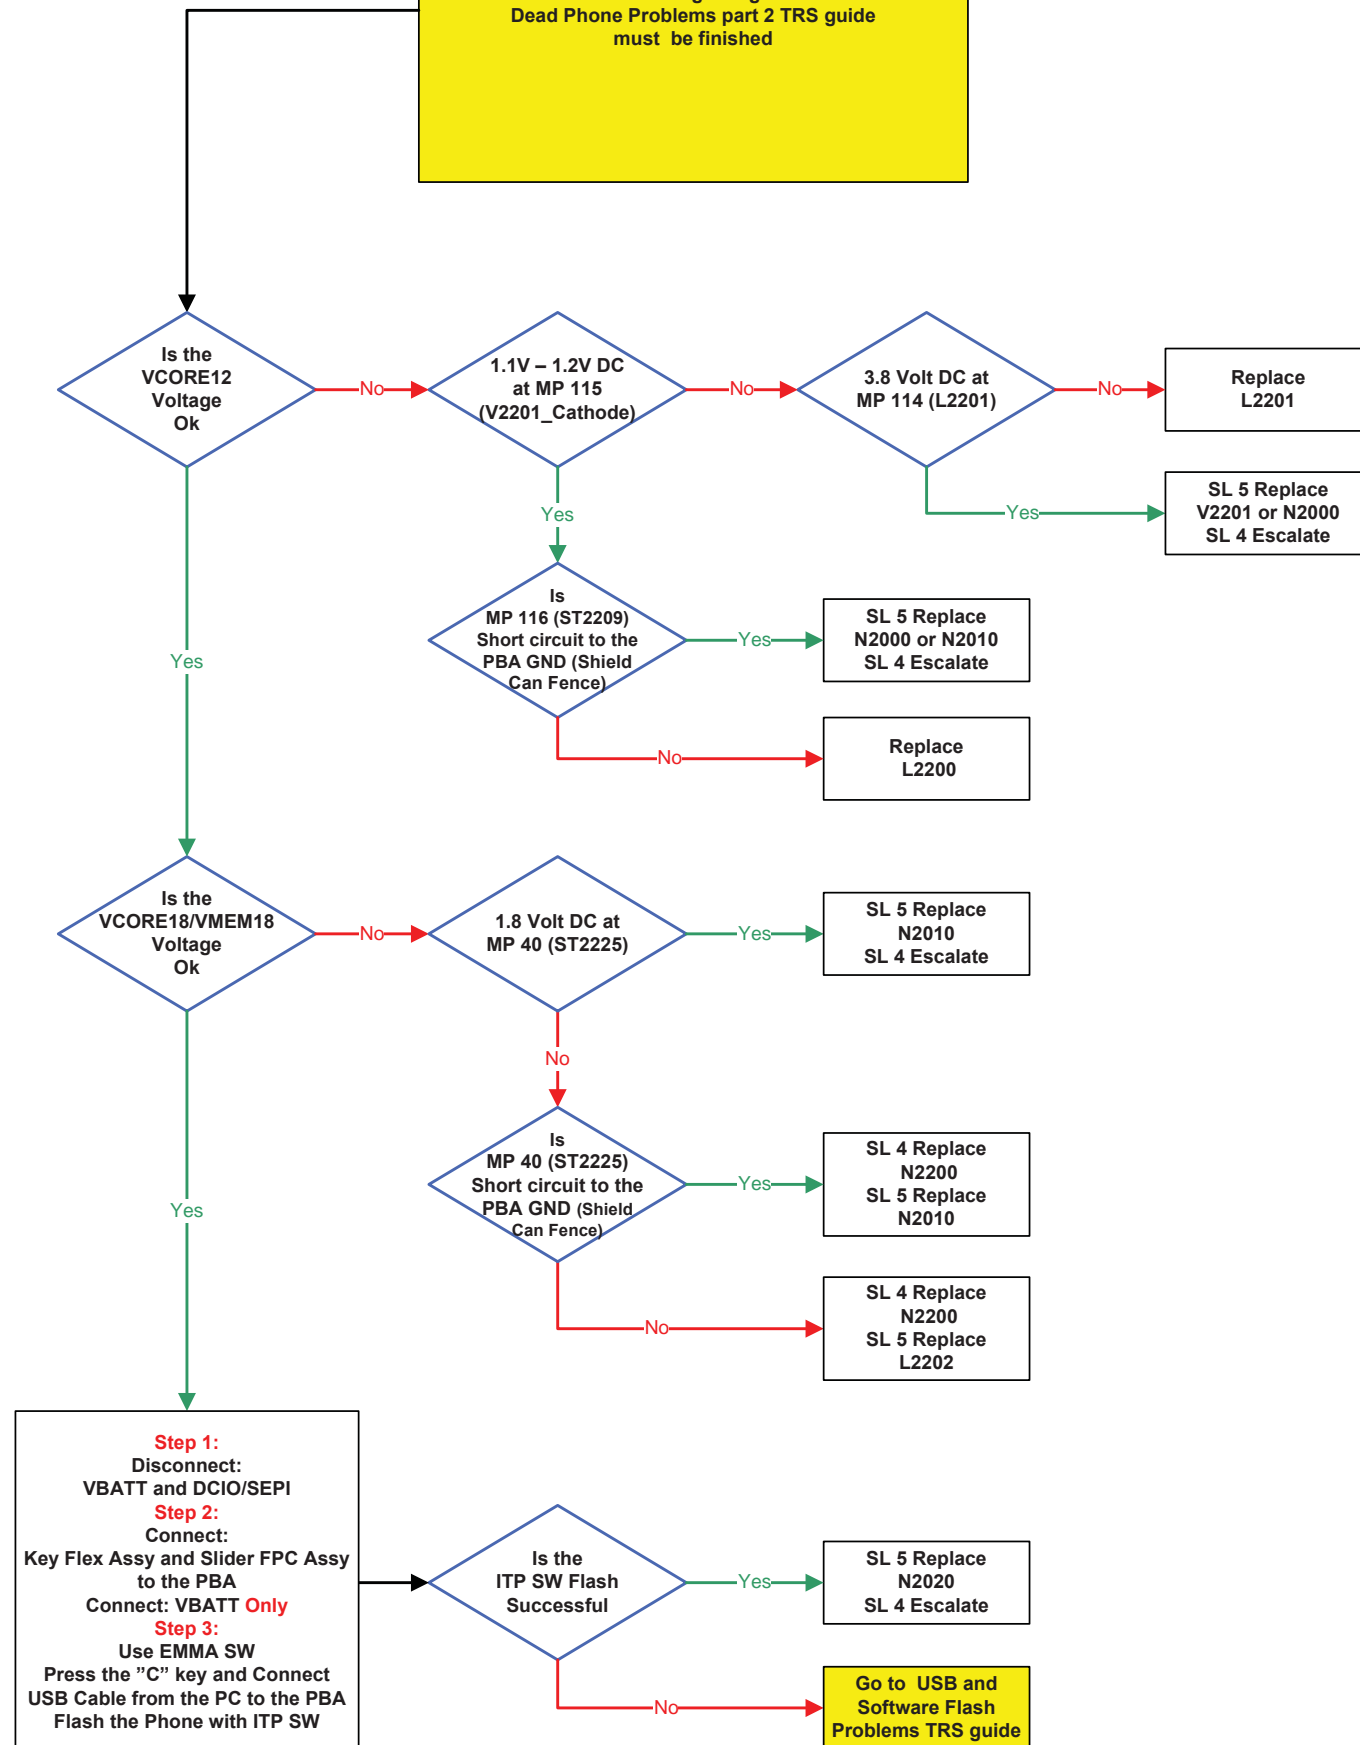 Dead Phone Problems part 2 TRS guide
must be finished
Is the
VCORE12
Voltage
Ok
No
1.1V – 1.2V DC
at MP 115
(V2201_Cathode)
No
3.8 Volt DC at
MP 114 (L2201)
No
Replace
L2201
Yes
SL 5 Replace
V2201 or N2000
SL 4 Escalate
Yes
Is
MP 116 (ST2209)
Short circuit to the
PBA GND (Shield
Can Fence)
Yes
SL 5 Replace
N2000 or N2010
SL 4 Escalate
No
Replace
L2200
Yes
Is the
VCORE18/VMEM18
Voltage
Ok
No
1.8 Volt DC at
MP 40 (ST2225)
Yes
SL 5 Replace
N2010
SL 4 Escalate
No
Is
MP 40 (ST2225)
Short circuit to the
PBA GND (Shield
Can Fence)
Yes
SL 4 Replace
N2200
SL 5 Replace
N2010
No
SL 4 Replace
N2200
SL 5 Replace
L2202
Yes
Step 1:
Disconnect:
VBATT and DCIO/SEPI
Step 2:
Connect:
Key Flex Assy and Slider FPC Assy
to the PBA
Connect: VBATT Only
Step 3:
Use EMMA SW
Press the ”C” key and Connect
USB Cable from the PC to the PBA
Flash the Phone with ITP SW
Is the
ITP SW Flash
Successful
Yes
SL 5 Replace
N2020
SL 4 Escalate
No
Go to USB and
Software Flash
Problems TRS guide